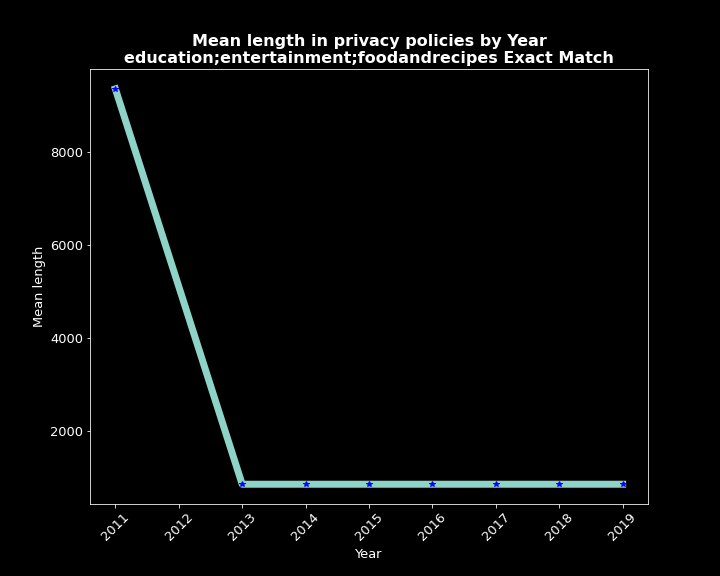 Mean length in privacy policies by Year
education;entertainment;foodandrecipes Exact Match
8000
6000
4000
2000
Mean length
2011 2012 2013 2014 2015 2016 2017 2018 2019
Year